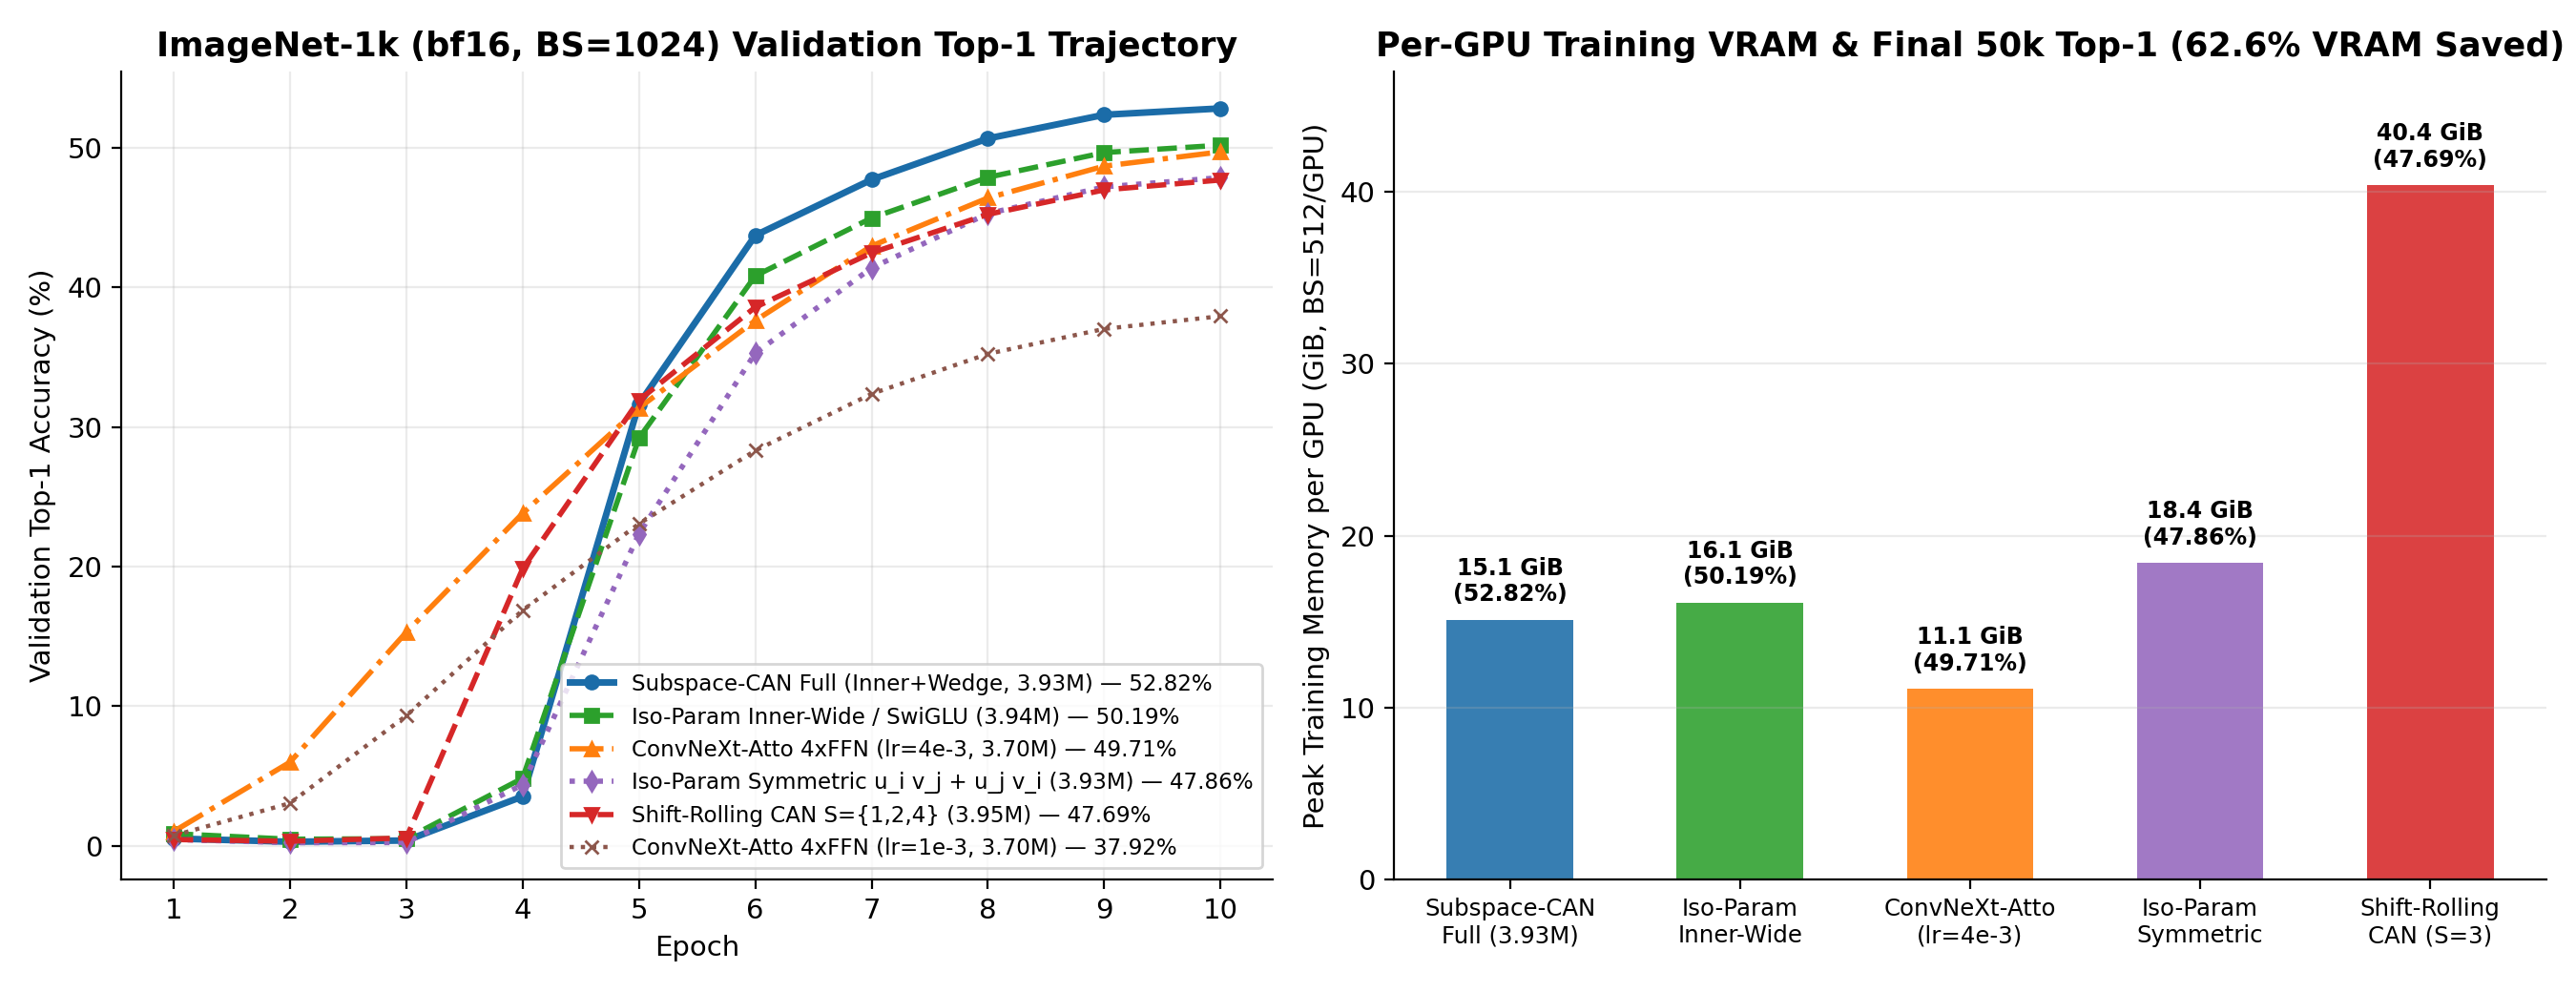 ImageNet-1k (bf16, BS=1024) Validation Top-1 Trajectory
Validation Top-1 Accuracy (%)
50
40
30
20
10
0
1 2 3 4 5 6 7 8 9 10
Epoch
Subspace-CAN Full (Inner+Wedge, 3.93M) — 52.82%
Iso-Param Inner-Wide / SwiGLU (3.94M) — 50.19%
ConvNeXt-Atto 4xFFN (lr=4e-3, 3.70M) — 49.71%
Iso-Param Symmetric u_i v_j + u_j v_i (3.93M) — 47.86%
Shift-Rolling CAN S={1,2,4} (3.95M) — 47.69%
ConvNeXt-Atto 4xFFN (lr=1e-3, 3.70M) — 37.92%
Per-GPU Training VRAM & Final 50k Top-1 (62.6% VRAM Saved)
Peak Training Memory per GPU (GiB, BS=512/GPU)
40
30
20
10
0
15.1 GiB
(52.82%)
16.1 GiB
(50.19%)
11.1 GiB
(49.71%)
18.4 GiB
(47.86%)
40.4 GiB
(47.69%)
Subspace-CAN
Full (3.93M)
Iso-Param
Inner-Wide
ConvNeXt-Atto
(lr=4e-3)
Iso-Param
Symmetric
Shift-Rolling
CAN (S=3)